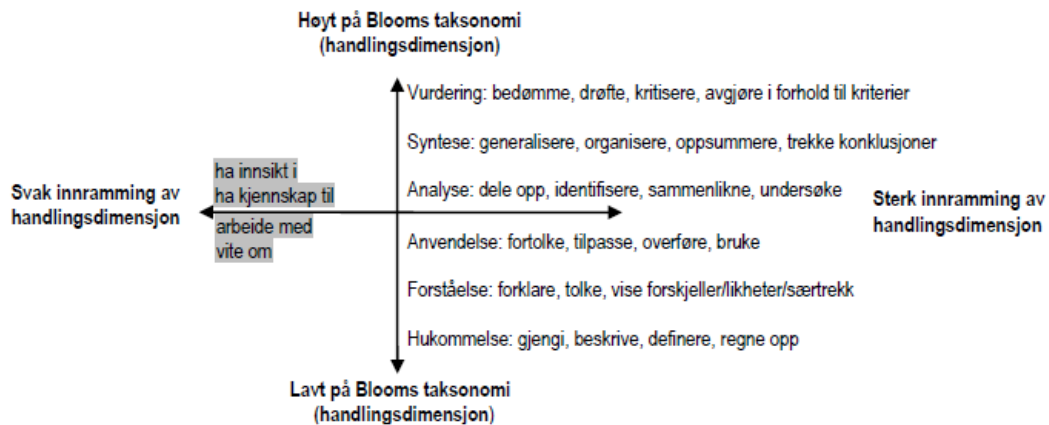 Høyt på Blooms taksonomi
(handlingsdimensjon)
Vurdering: bedømme, drøfte, kritisere, avgjøre i forhold til kriterier
Syntese: generalisere, organisere, oppsummere, trekke konklusjoner
ha innsikt i
ha kjennskap til
Svak innramming av
handlingsdimensjon
Analyse: dele opp, identifisere, sammenlikne, undersøke
Sterk innramming av
handlingsdimensjon
arbeide med
vite om
Anvendelse: fortolke, tilpasse, overføre, bruke
Forståelse: forklare, tolke, vise forskjeller/likheter/særtrekk
Hukommelse: gjengi, beskrive, definere, regne opp
Lavt på Blooms taksonomi
(handlingsdimensjon)